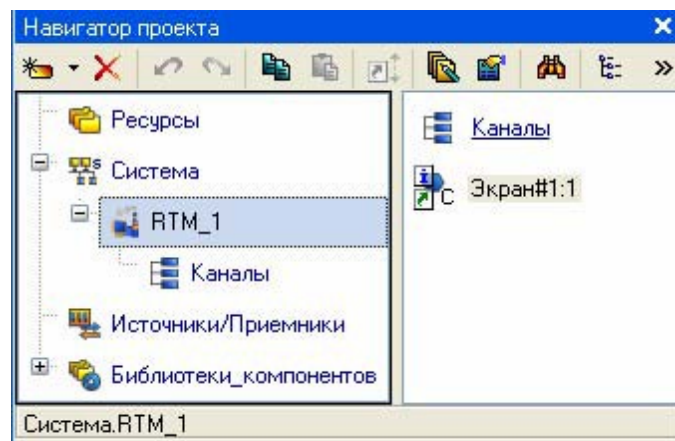 Навигатор проекта
Ресурсы
Система
RTM_1
Каналы
Источники/Приемники
Библиотеки_компонентов
Каналы
Экран#1:1
Система.RTM_1